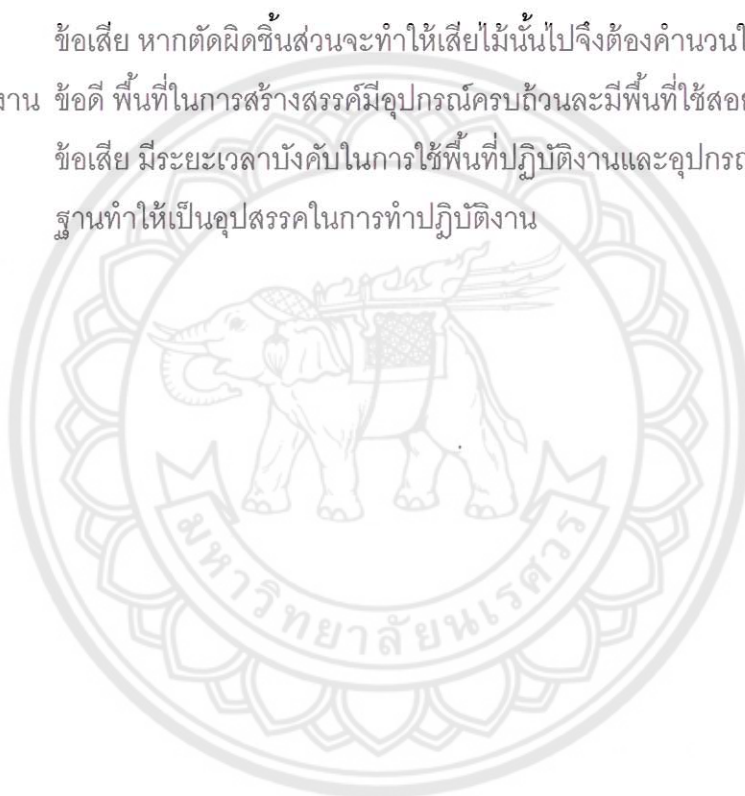 ข้อเสีย หากตัดผิดชิ้นส่วนจะทำให้เสียไม้นั้นไปจึงต้องคำนวนใ
งาน ข้อดี พื้นที่ในการสร้างสรรค์มีอุปกรณ์ครบถ้วนละมีพื้นที่ใช้สอย
ข้อเสีย มีระยะเวลาบังคับในการใช้พื้นที่ปฏิบัติงานและอุปกรณ
ฐานทำให้เป็นอุปสรรคในการทำปฏิบัติงาน
มหาวิทยาลัยนเรศวร